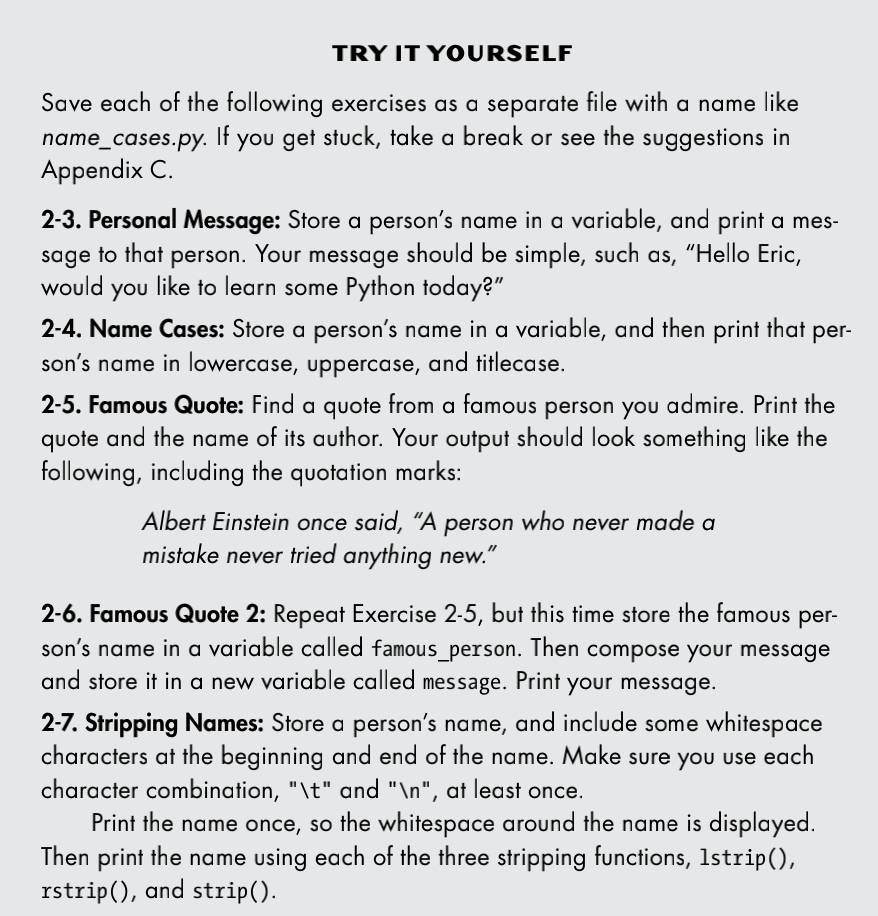 TRY IT YOURSELF
Save each of the following exercises as a separate file with a name like
name_cases.py. If you get stuck, take a break or see the suggestions in
Appendix C.
2-3. Personal Message: Store a person’s name in a variable, and print a mes-
sage to that person. Your message should be simple, such as, “Hello Eric,
would you like to learn some Python today?”
2-4. Name Cases: Store a person’s name in a variable, and then print that per-
son’s name in lowercase, uppercase, and titlecase.
2-5. Famous Quote: Find a quote from a famous person you admire. Print the
quote and the name of its author. Your output should look something like the
following, including the quotation marks:
Albert Einstein once said, “A person who never made a
mistake never tried anything new.”
2-6. Famous Quote 2: Repeat Exercise 2-5, but this time store the famous per-
son’s name in a variable called famous_person. Then compose your message
and store it in a new variable called message. Print your message.
2-7. Stripping Names: Store a person’s name, and include some whitespace
characters at the beginning and end of the name. Make sure you use each
character combination, "\t" and "\n", at least once.
Print the name once, so the whitespace around the name is displayed.
Then print the name using each of the three stripping functions, lstrip(),
rstrip(), and strip().